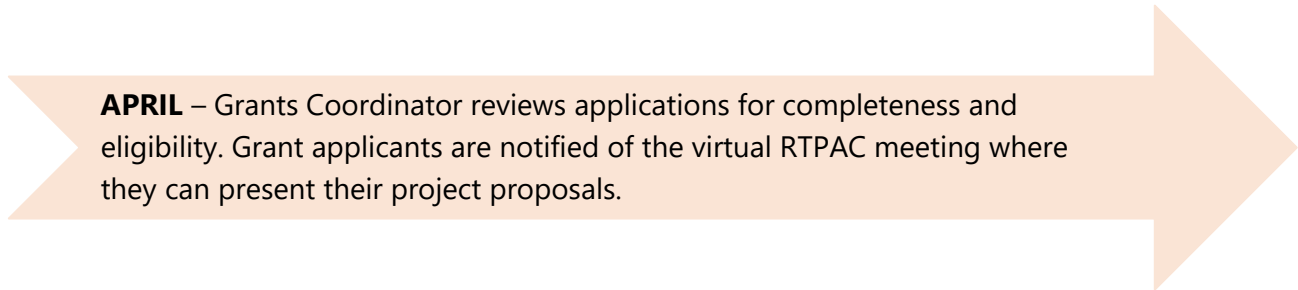 APRIL – Grants Coordinator reviews applications for completeness and
eligibility. Grant applicants are notified of the virtual RTPAC meeting where
they can present their project proposals.